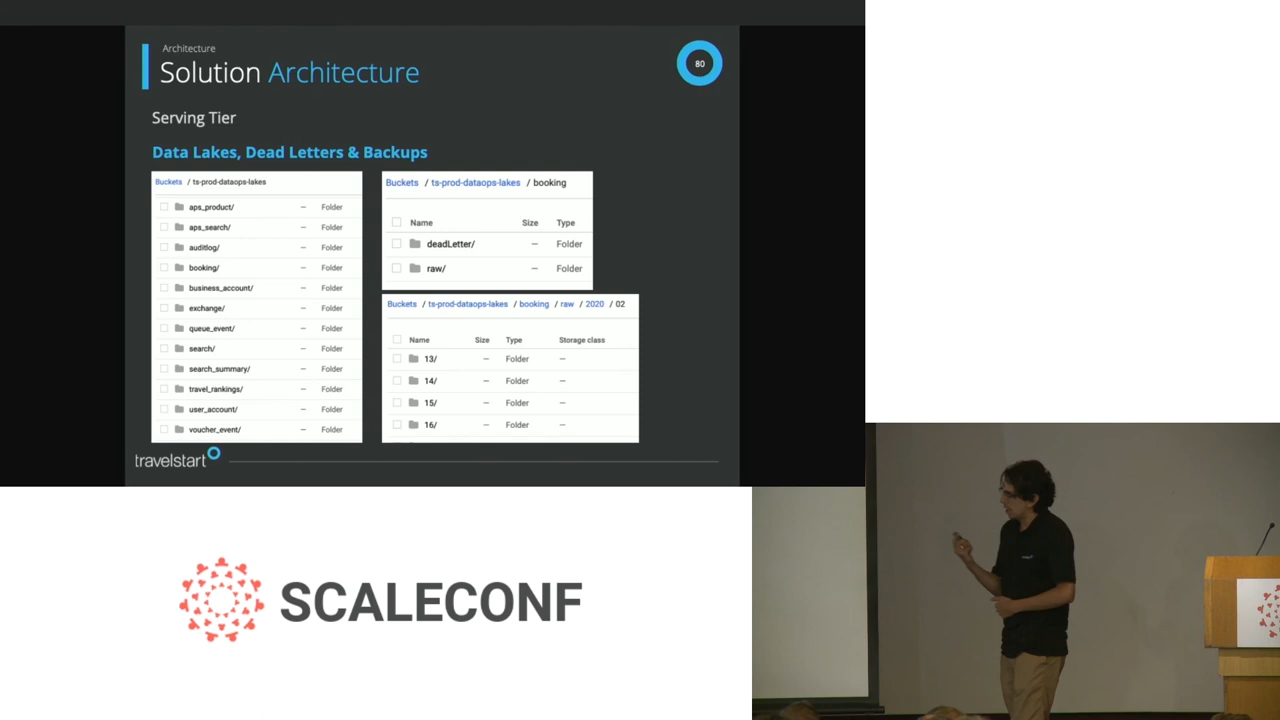 Architecture
Solution Architecture
80
Serving Tier
Data Lakes, Dead Letters & Backups
Buckets / ts-prod-dataops-lakes
aps_product/ – Folder
aps_search/ – Folder
auditlog/ – Folder
booking/ – Folder
business_account/ – Folder
exchange/ – Folder
queue_event/ – Folder
search/ – Folder
search_summary/ – Folder
travel_rankings/ – Folder
user_account/ – Folder
voucher_event/ – Folder
Buckets / ts-prod-dataops-lakes / booking
Name Size Type
deadLetter/ – Folder
raw/ – Folder
Buckets / ts-prod-dataops-lakes / booking / raw / 2020 / 02
Name Size Type Storage class
13/ – Folder –
14/ – Folder –
15/ – Folder –
16/ – Folder –
travelstart
SCALECONF